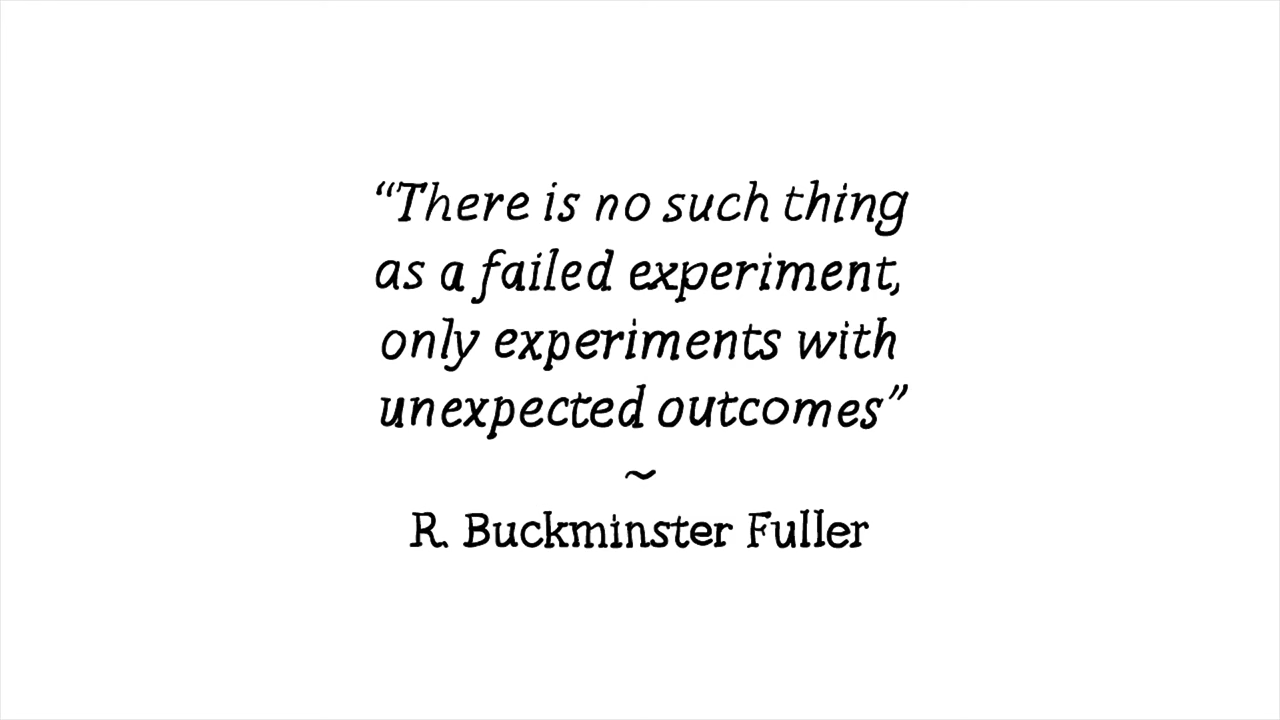 “There is no such thing
as a failed experiment,
only experiments with
unexpected outcomes”
~
R. Buckminster Fuller